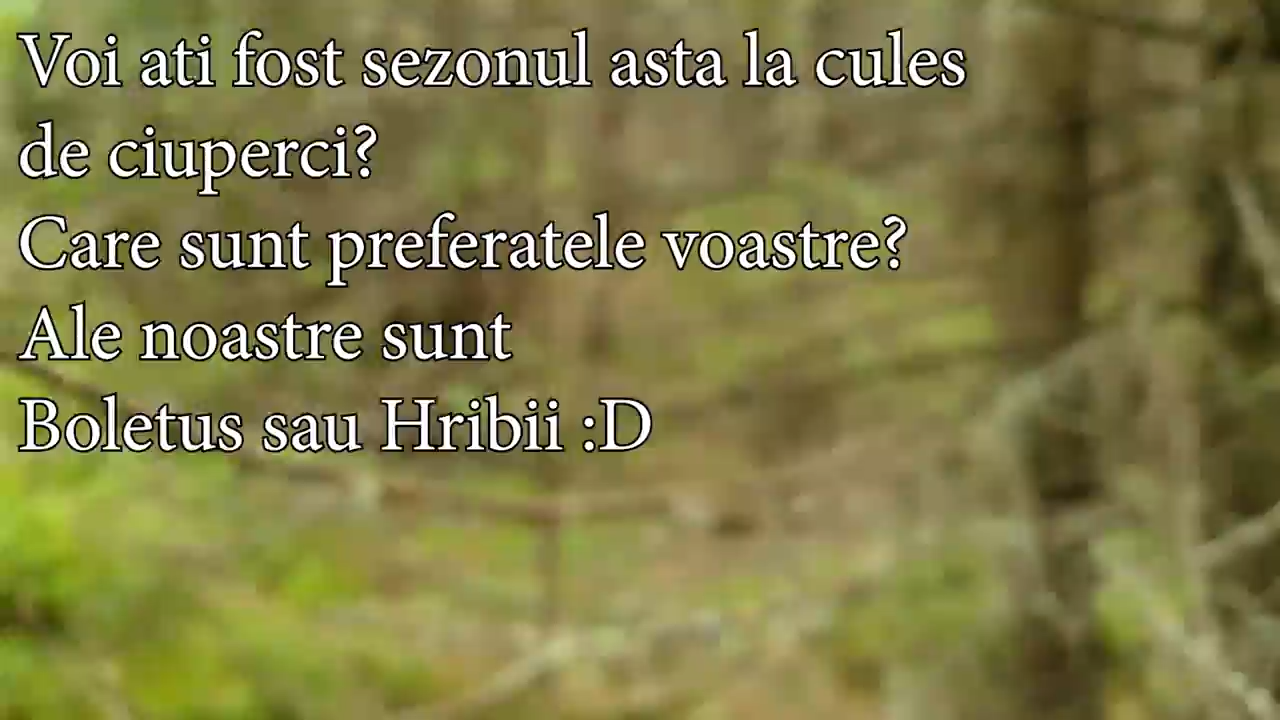 Voi ati fost sezonul asta la cules
de ciuperci?
Care sunt preferatele voastre?
Ale noastre sunt
Boletus sau Hribii :D